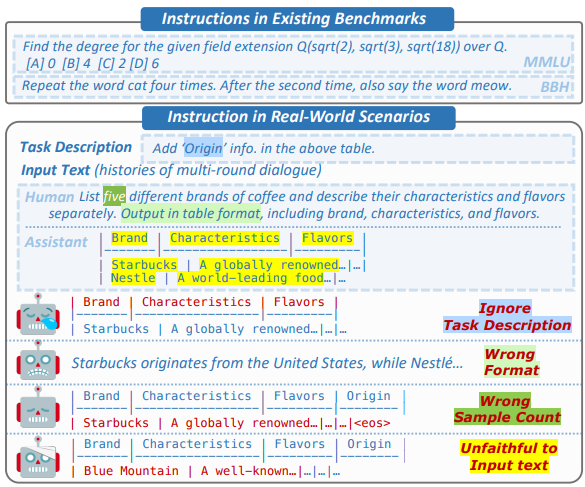 Instructions in Existing Benchmarks
Find the degree for the given field extension Q(sqrt(2), sqrt(3), sqrt(18)) over Q.
[A] 0 [B] 4 [C] 2 [D] 6
MMLU
Repeat the word cat four times. After the second time, also say the word meow.
BBH
Instruction in Real-World Scenarios
Task Description
Add ‘Origin’ info. in the above table.
Input Text (histories of multi-round dialogue)
Human List five different brands of coffee and describe their characteristics and flavors
separately. Output in table format, including brand, characteristics, and flavors.
Assistant
| Brand | Characteristics | Flavors |
|-------|-----------------|---------|
| Starbucks | A globally renowned…|…|
| Nestle | A world-leading food…|…
| Brand | Characteristics | Flavors |
|-------|-----------------|---------|
| Starbucks | A globally renowned…|…|…
Ignore
Task Description
Starbucks originates from the United States, while Nestlé…
Wrong
Format
| Brand | Characteristics | Flavors | Origin |
|-------|-----------------|---------|--------|
| Starbucks | A globally renowned…|…|…|<eos>
Wrong
Sample Count
| Brand | Characteristics | Flavors | Origin |
|-------|-----------------|---------|--------|
| Blue Mountain | A well-known…|…|…|…
Unfaithful to
Input text